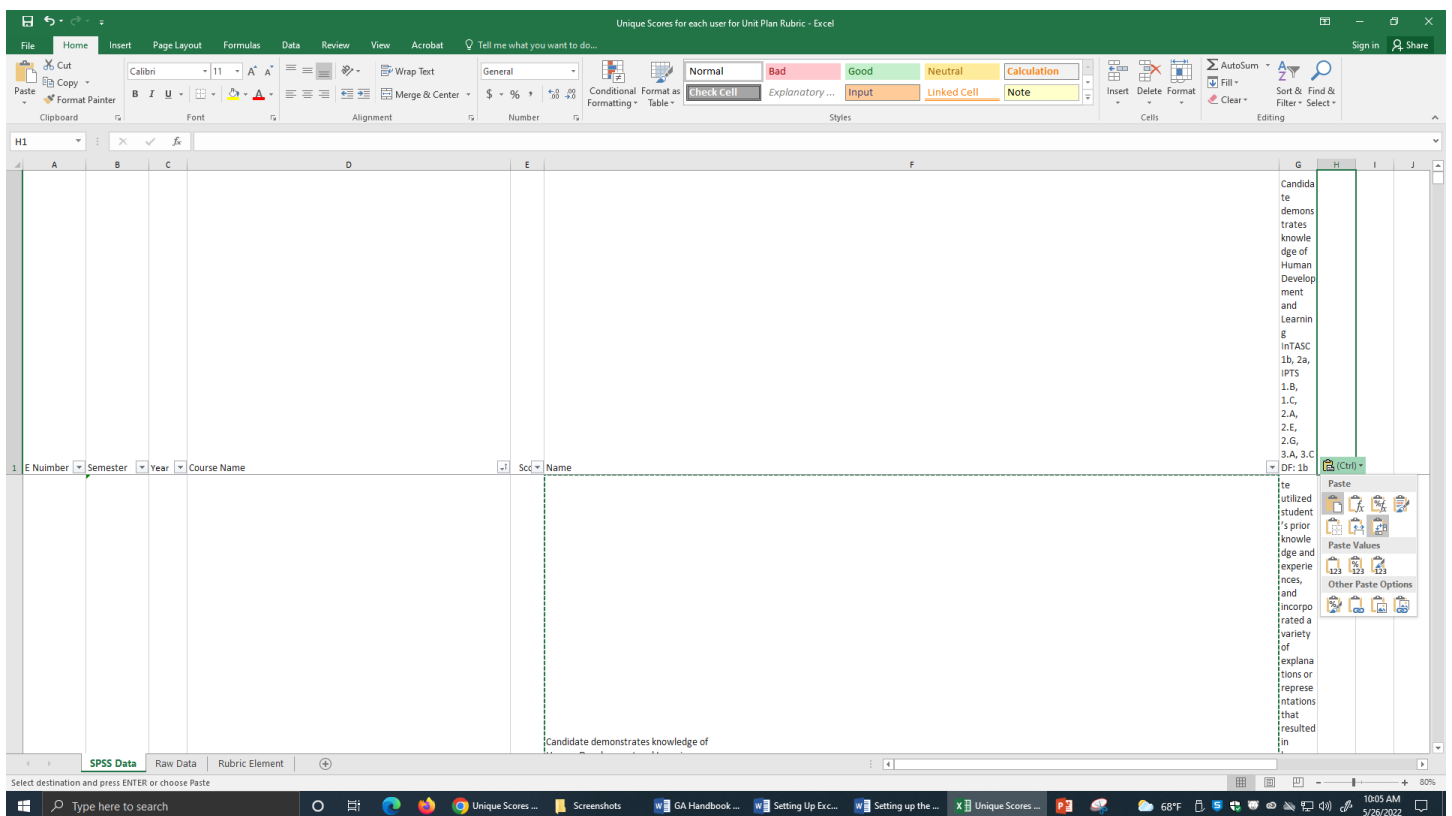 Unique Scores for each user for Unit Plan Rubric - Excel
File Home Insert Page Layout Formulas Data Review View Acrobat Tell me what you want to do... Sign in Share
Paste
Cut
Copy
Format Painter
Clipboard
Calibri 11 A A
B I U A
Font
Wrap Text
Merge & Center
Alignment
General
$ % , .0 .00 .00 .0
Number
Conditional Formatting
Format as Table
Normal Bad Good Neutral Calculation
Check Cell Explanatory ... Input Linked Cell Note
Styles
Insert Delete Format
Cells
AutoSum
Fill
Clear
Sort & Filter
Find & Select
Editing
H1 fx
A B C D E F G H I J
Candida
te
demons
trates
knowle
dge of
Human
Develop
ment
and
Learnin
g
InTASC
1b, 2a,
IPTS
1.B,
1.C,
2.A,
2.E,
2.G,
3.A, 3.C
DF: 1b
1 E Nuimber Semester Year Course Name Scc Name
(Ctrl)
Paste
Paste Values
123 123 123
Other Paste Options
te
utilized
student
's prior
knowle
dge and
experie
nces,
and
incorpo
rated a
variety
of
explana
tions or
represe
ntations
that
resulted
in
Candidate demonstrates knowledge of
SPSS Data Raw Data Rubric Element
Select destination and press ENTER or choose Paste 80%
Type here to search
Unique Scores ... Screenshots GA Handbook ... Setting Up Exc... Setting up the ... Unique Scores ...
68°F
10:05 AM
5/26/2022